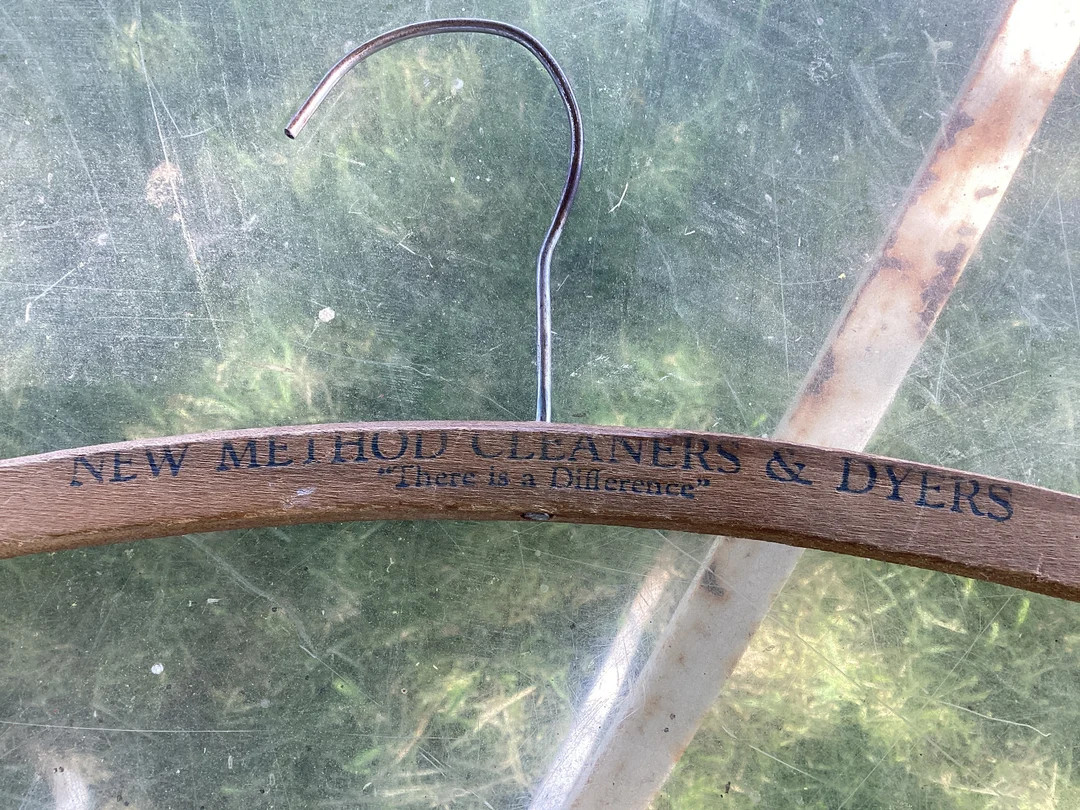 NEW METHOD CLEANERS & DYERS
“There is a Difference”